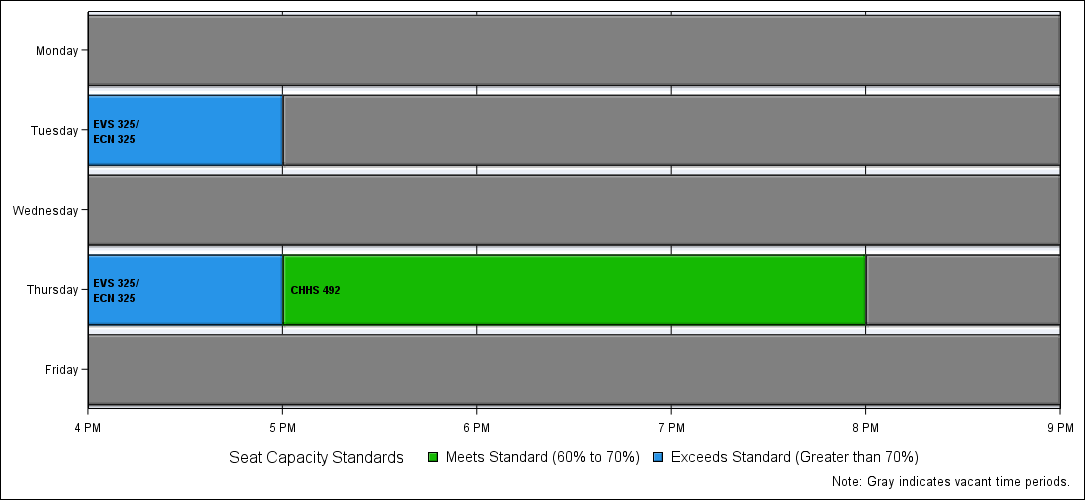 Monday
Tuesday
EVS 325/
ECN 325
Wednesday
Thursday
EVS 325/
ECN 325
CHHS 492
Friday
4 PM 5 PM 6 PM 7 PM 8 PM 9 PM
Seat Capacity Standards Meets Standard (60% to 70%) Exceeds Standard (Greater than 70%)
Note: Gray indicates vacant time periods.